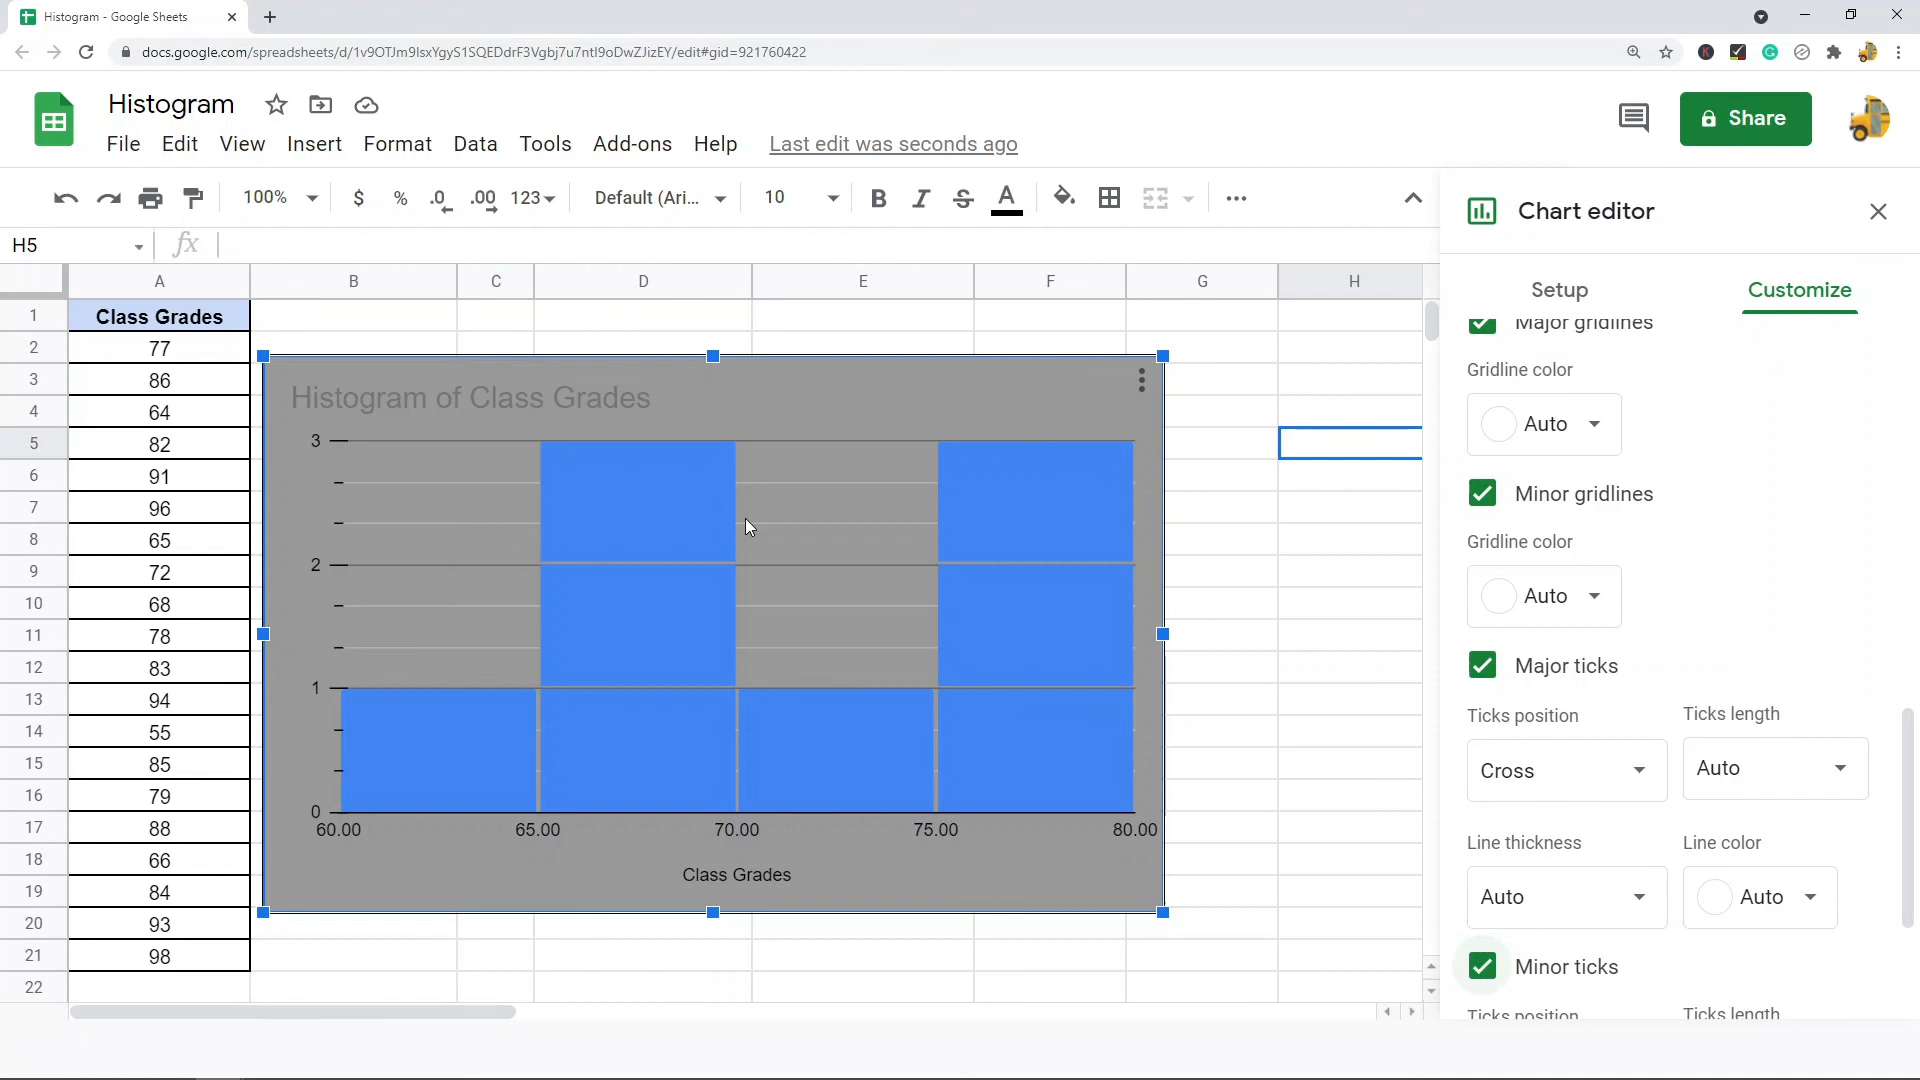 Histogram - Google Sheets
docs.google.com/spreadsheets/d/1v9OTJm9lsxYgyS1SQEDdrF3Vgbj7u7ntl9oDwZJizEY/edit#gid=921760422
Histogram
Share
File Edit View Insert Format Data Tools Add-ons Help Last edit was seconds ago
100% $ % .0 .00 123 Default (Ari... 10 B I S A
Chart editor
H5 fx
A B C D E F G H
Setup Customize
1 Class Grades
Major gridlines
2 77
3 86
Gridline color
4 64
Auto
5 82
6 91
Minor gridlines
7 96
8 65
Gridline color
9 72
Auto
10 68
11 78
12 83
Major ticks
13 94
Ticks position Ticks length
14 55
15 85
Cross Auto
16 79
17 88
Line thickness Line color
18 66
19 84
Auto Auto
20 93
21 98
Minor ticks
22
Ticks position Ticks length
Histogram of Class Grades
3
2
1
0
60.00 65.00 70.00 75.00 80.00
Class Grades